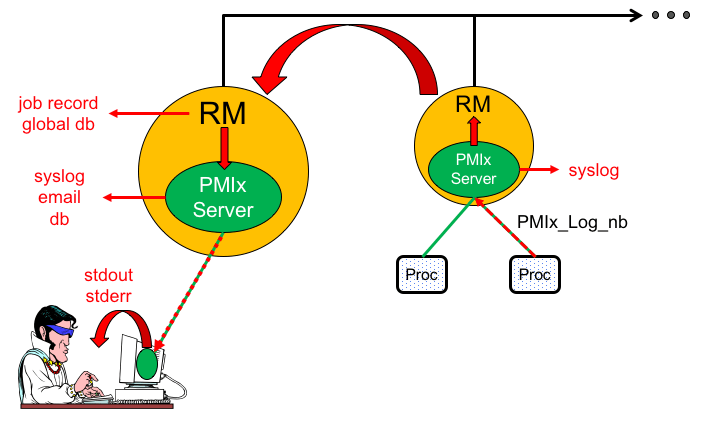 job record
global db
RM
syslog
email
db
PMIx
Server
stdout
stderr
RM
PMIx
Server
syslog
PMIx_Log_nb
Proc
Proc